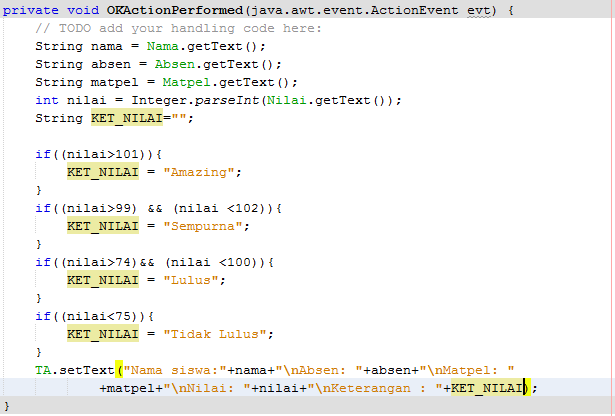 private void OKActionPerformed(java.awt.event.ActionEvent evt) {
// TODO add your handling code here:
String nama = Nama.getText();
String absen = Absen.getText();
String matpel = Matpel.getText();
int nilai = Integer.parseInt(Nilai.getText());
String KET_NILAI="";
if((nilai>101)){
KET_NILAI = "Amazing";
}
if((nilai>99) && (nilai <102)){
KET_NILAI = "Sempurna";
}
if((nilai>74)&& (nilai <100)){
KET_NILAI = "Lulus";
}
if((nilai<75)){
KET_NILAI = "Tidak Lulus";
}
TA.setText("Nama siswa:"+nama+"\nAbsen: "+absen+"\nMatpel: "
+matpel+"\nNilai: "+nilai+"\nKeterangan : "+KET_NILAI);
}